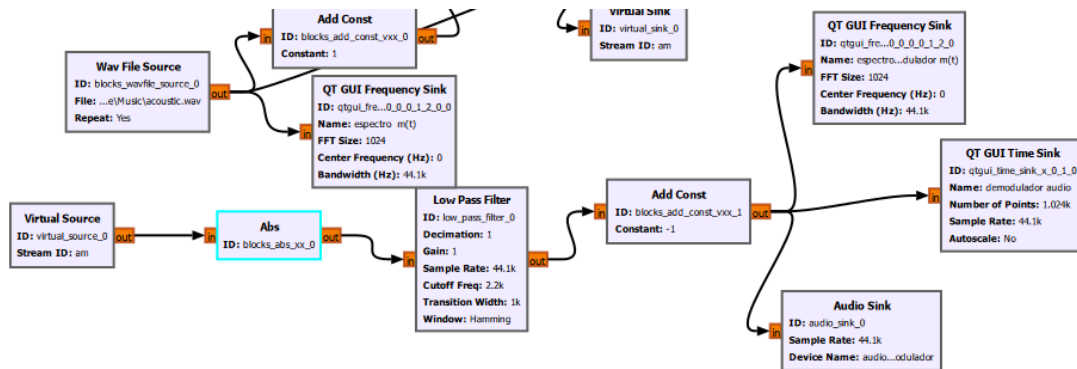 Add Const
ID: blocks_add_const_vxx_0
Constant: 1
in
out
Virtual Sink
ID: virtual_sink_0
Stream ID: am
in
QT GUI Frequency Sink
ID: qtgui_fre...0_0_0_0_1_2_0
Name: espectro...dulador m(t)
FFT Size: 1024
Center Frequency (Hz): 0
Bandwidth (Hz): 44.1k
in
Wav File Source
ID: blocks_wavfile_source_0
File: ...e\Music\acoustic.wav
Repeat: Yes
out
QT GUI Frequency Sink
ID: qtgui_fre...0_0_0_1_2_0_0
Name: espectro m(t)
FFT Size: 1024
Center Frequency (Hz): 0
Bandwidth (Hz): 44.1k
in
QT GUI Time Sink
ID: qtgui_time_sink_x_0_1_0
Name: demodulador audio
Number of Points: 1.024k
Sample Rate: 44.1k
Autoscale: No
in
Virtual Source
ID: virtual_source_0
Stream ID: am
out
Abs
ID: blocks_abs_xx_0
in
out
Low Pass Filter
ID: low_pass_filter_0
Decimation: 1
Gain: 1
Sample Rate: 44.1k
Cutoff Freq: 2.2k
Transition Width: 1k
Window: Hamming
in
out
Add Const
ID: blocks_add_const_vxx_1
Constant: -1
in
out
Audio Sink
ID: audio_sink_0
Sample Rate: 44.1k
Device Name: audio...odulador
in